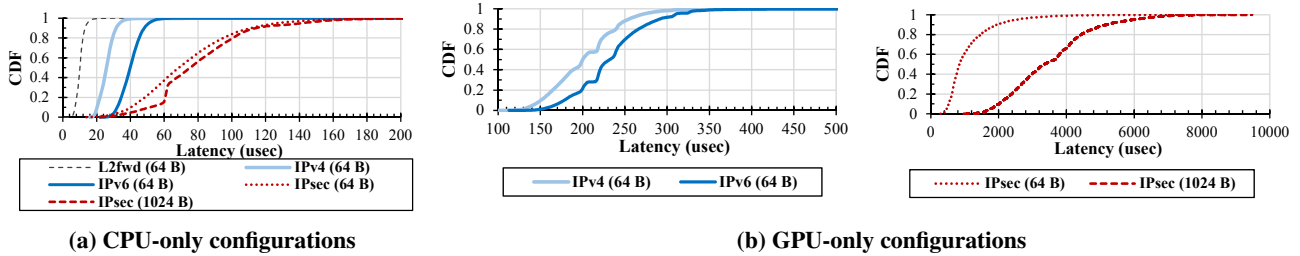 CDF
1
0.8
0.6
0.4
0.2
0
0 20 40 60 80 100 120 140 160 180 200
Latency (usec)
L2fwd (64 B) IPv4 (64 B)
IPv6 (64 B) IPsec (64 B)
IPsec (1024 B)
(a) CPU-only configurations
CDF
1
0.8
0.6
0.4
0.2
0
100 150 200 250 300 350 400 450 500
Latency (usec)
IPv4 (64 B) IPv6 (64 B)
CDF
1
0.8
0.6
0.4
0.2
0
0 2000 4000 6000 8000 10000
Latency (usec)
IPsec (64 B) IPsec (1024 B)
(b) GPU-only configurations